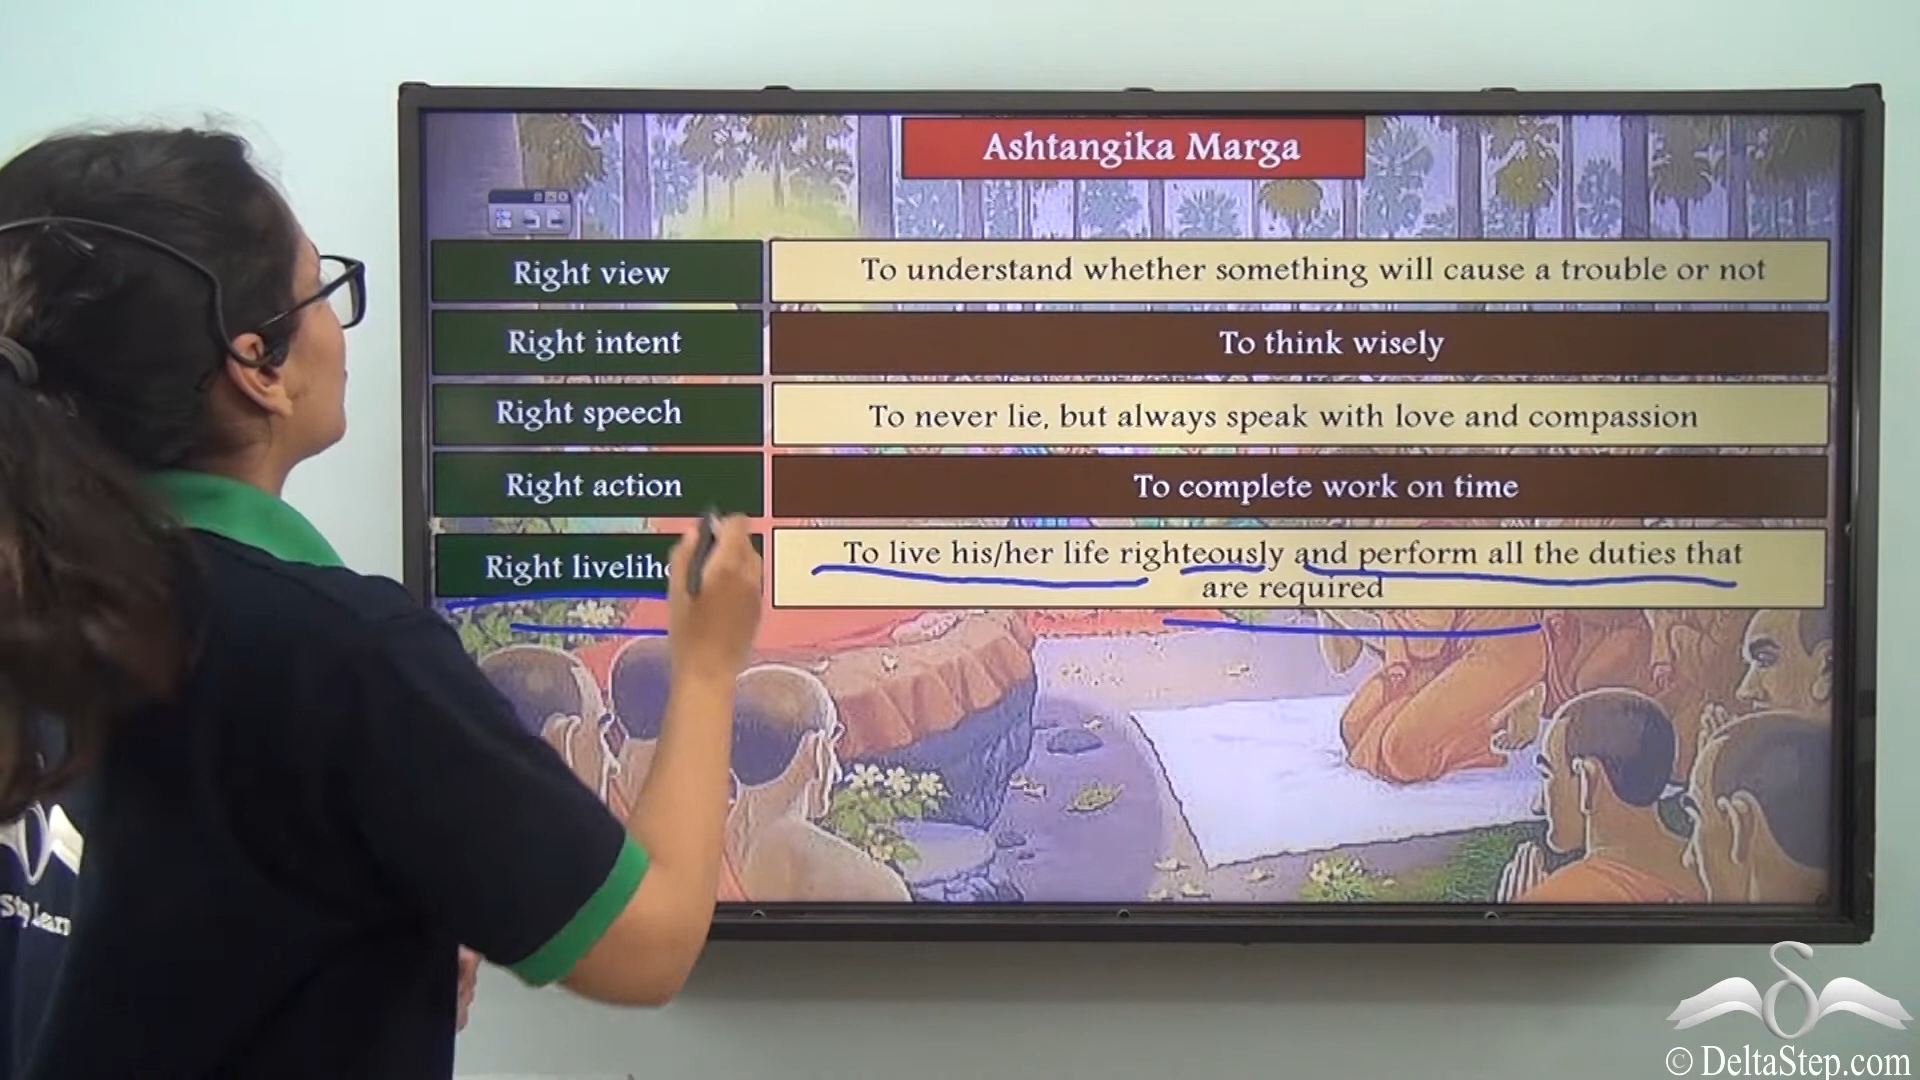 Ashtangika Marga
Right view
To understand whether something will cause a trouble or not
Right intent
To think wisely
Right speech
To never lie, but always speak with love and compassion
Right action
To complete work on time
Right
To live his/her life righteously and perform all the duties that
are required
© DeltaStep.com